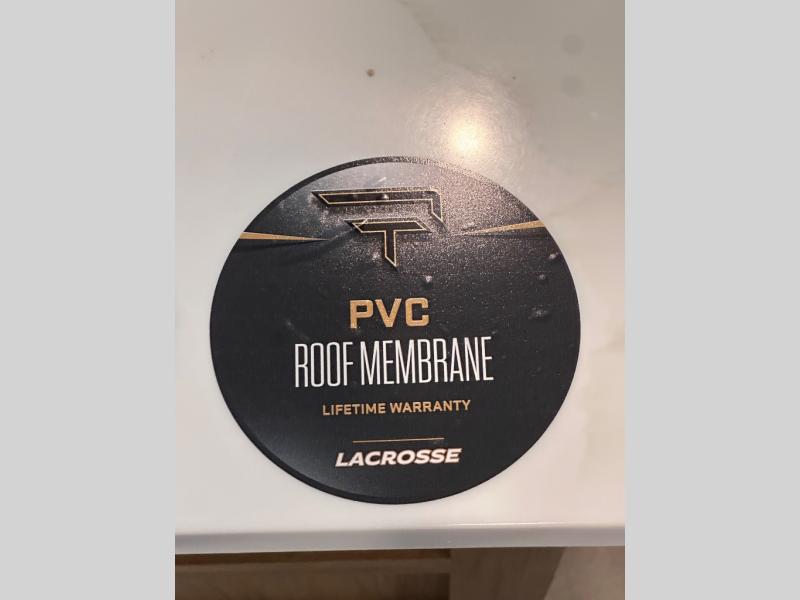 PVC
ROOF MEMBRANE
LIFETIME WARRANTY
LACROSSE